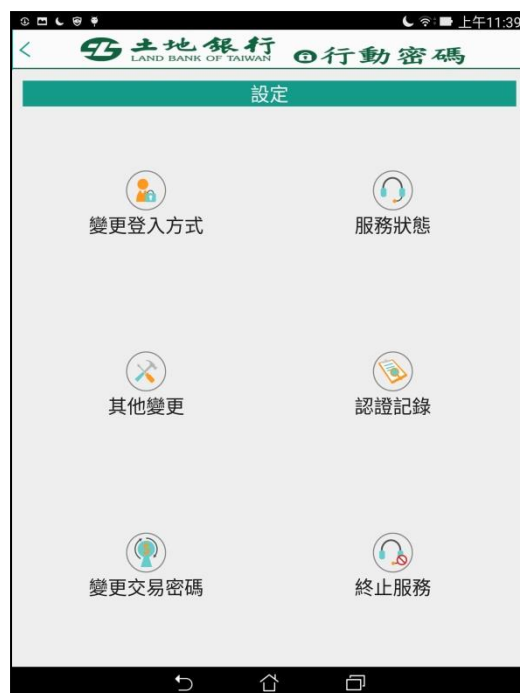 上午11:39
土地銀行
LAND BANK OF TAIWAN
行動密碼
設定
變更登入方式
服務狀態
其他變更
認證記錄
變更交易密碼
終止服務